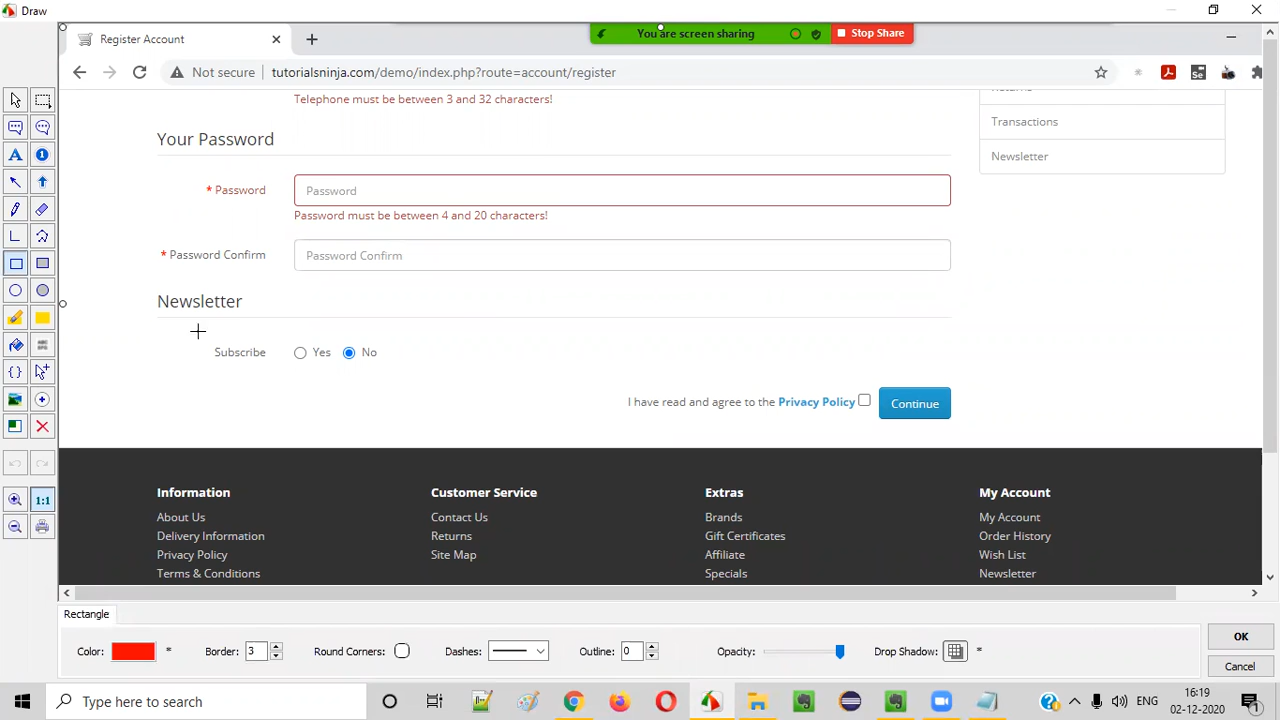 Draw
Register Account
You are screen sharing
Stop Share
Not secure
tutorialsninja.com/demo/index.php?route=account/register
Telephone must be between 3 and 32 characters!
Transactions
Newsletter
Your Password
* Password
Password
Password must be between 4 and 20 characters!
* Password Confirm
Password Confirm
Newsletter
Subscribe
Yes
No
I have read and agree to the Privacy Policy
Continue
Information
About Us
Delivery Information
Privacy Policy
Terms & Conditions
Customer Service
Contact Us
Returns
Site Map
Extras
Brands
Gift Certificates
Affiliate
Specials
My Account
My Account
Order History
Wish List
Newsletter
1:1
Rectangle
Color:
*
Border: 3
Round Corners:
Dashes:
Outline: 0
Opacity:
Drop Shadow:
*
OK
Cancel
Type here to search
ENG
16:19
02-12-2020